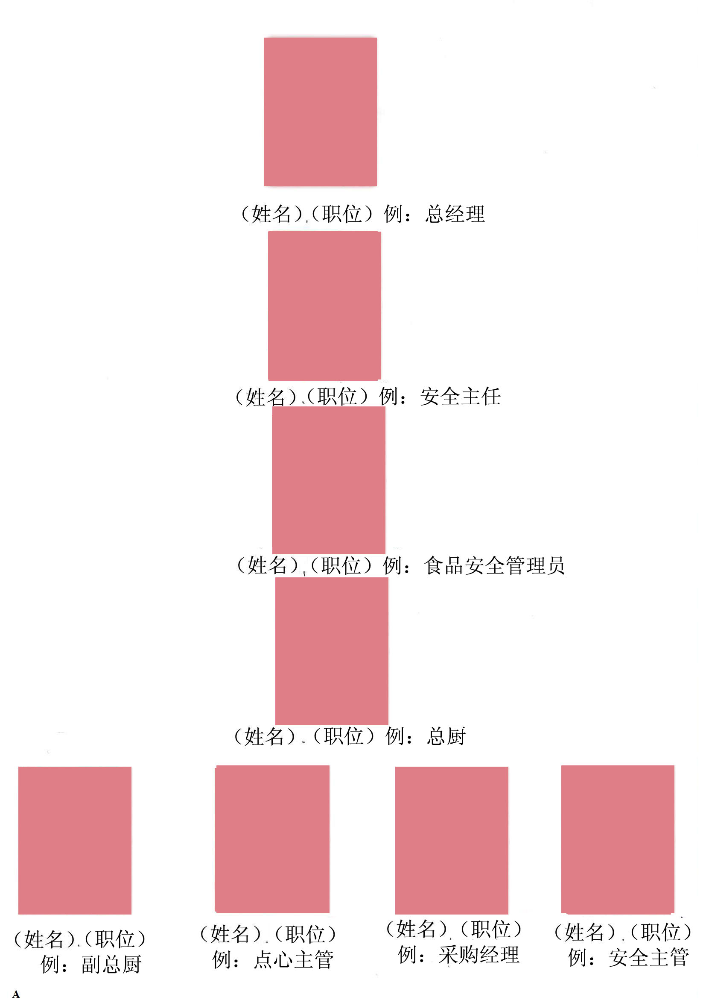 （姓名）（职位）例：总经理
（姓名）（职位）例：安全主任
（姓名）（职位）例：食品安全管理员
（姓名）（职位）例：总厨
（姓名）（职位）
例：副总厨
（姓名）（职位）
例：点心主管
（姓名）（职位）
例：采购经理
（姓名）（职位）
例：安全主管
A